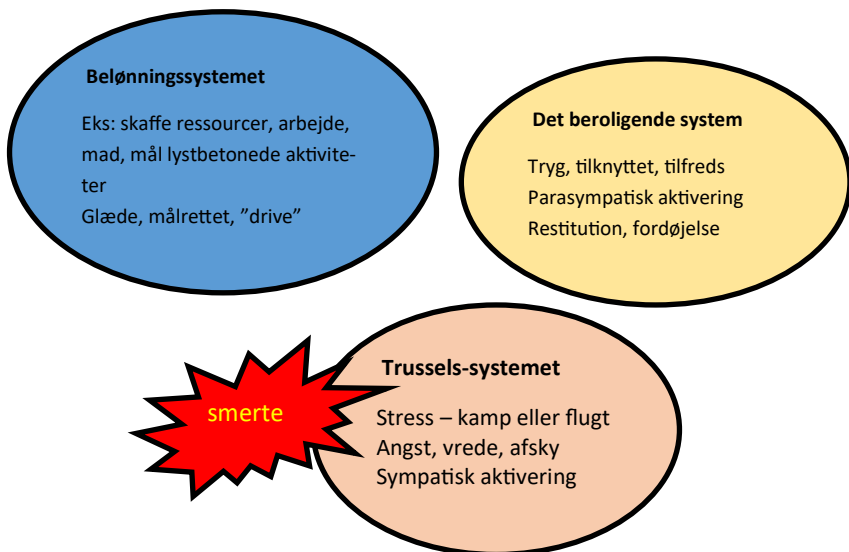 Belønningssystemet
Eks: skaffe ressourcer, arbejde,
mad, mål lystbetonede aktivite-
ter
Glæde, målrettet, ”drive”
Det beroligende system
Tryg, tilknyttet, tilfreds
Parasympatisk aktivering
Restitution, fordøjelse
smerte
Trussels-systemet
Stress – kamp eller flugt
Angst, vrede, afsky
Sympatisk aktivering